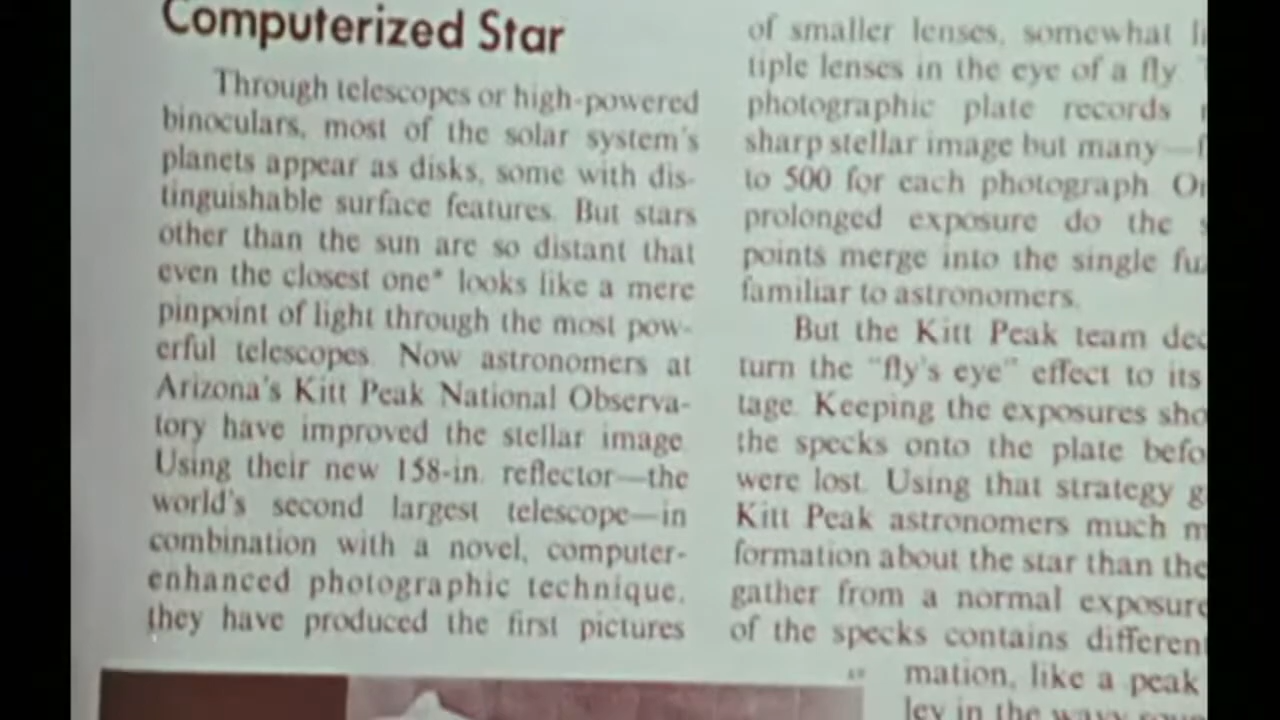 Computerized Star
Through telescopes or high-powered
binoculars, most of the solar system's
planets appear as disks, some with dis-
tinguishable surface features. But stars
other than the sun are so distant that
even the closest one* looks like a mere
pinpoint of light through the most pow-
erful telescopes. Now astronomers at
Arizona's Kitt Peak National Observa-
tory have improved the stellar image.
Using their new 158-in. reflector—the
world's second largest telescope—in
combination with a novel, computer-
enhanced photographic technique,
they have produced the first pictures
of smaller lenses, somewhat
tiple lenses in the eye of a fly.
photographic plate records
sharp stellar image but many—
to 500 for each photograph.
prolonged exposure do the
points merge into the single
familiar to astronomers.
But the Kitt Peak team
turn the "fly's eye" effect to its
tage. Keeping the exposures
the specks onto the plate
were lost. Using that strategy
Kitt Peak astronomers much
formation about the star than
gather from a normal exposure
of the specks contains
mation, like a peak
ley in the wavy